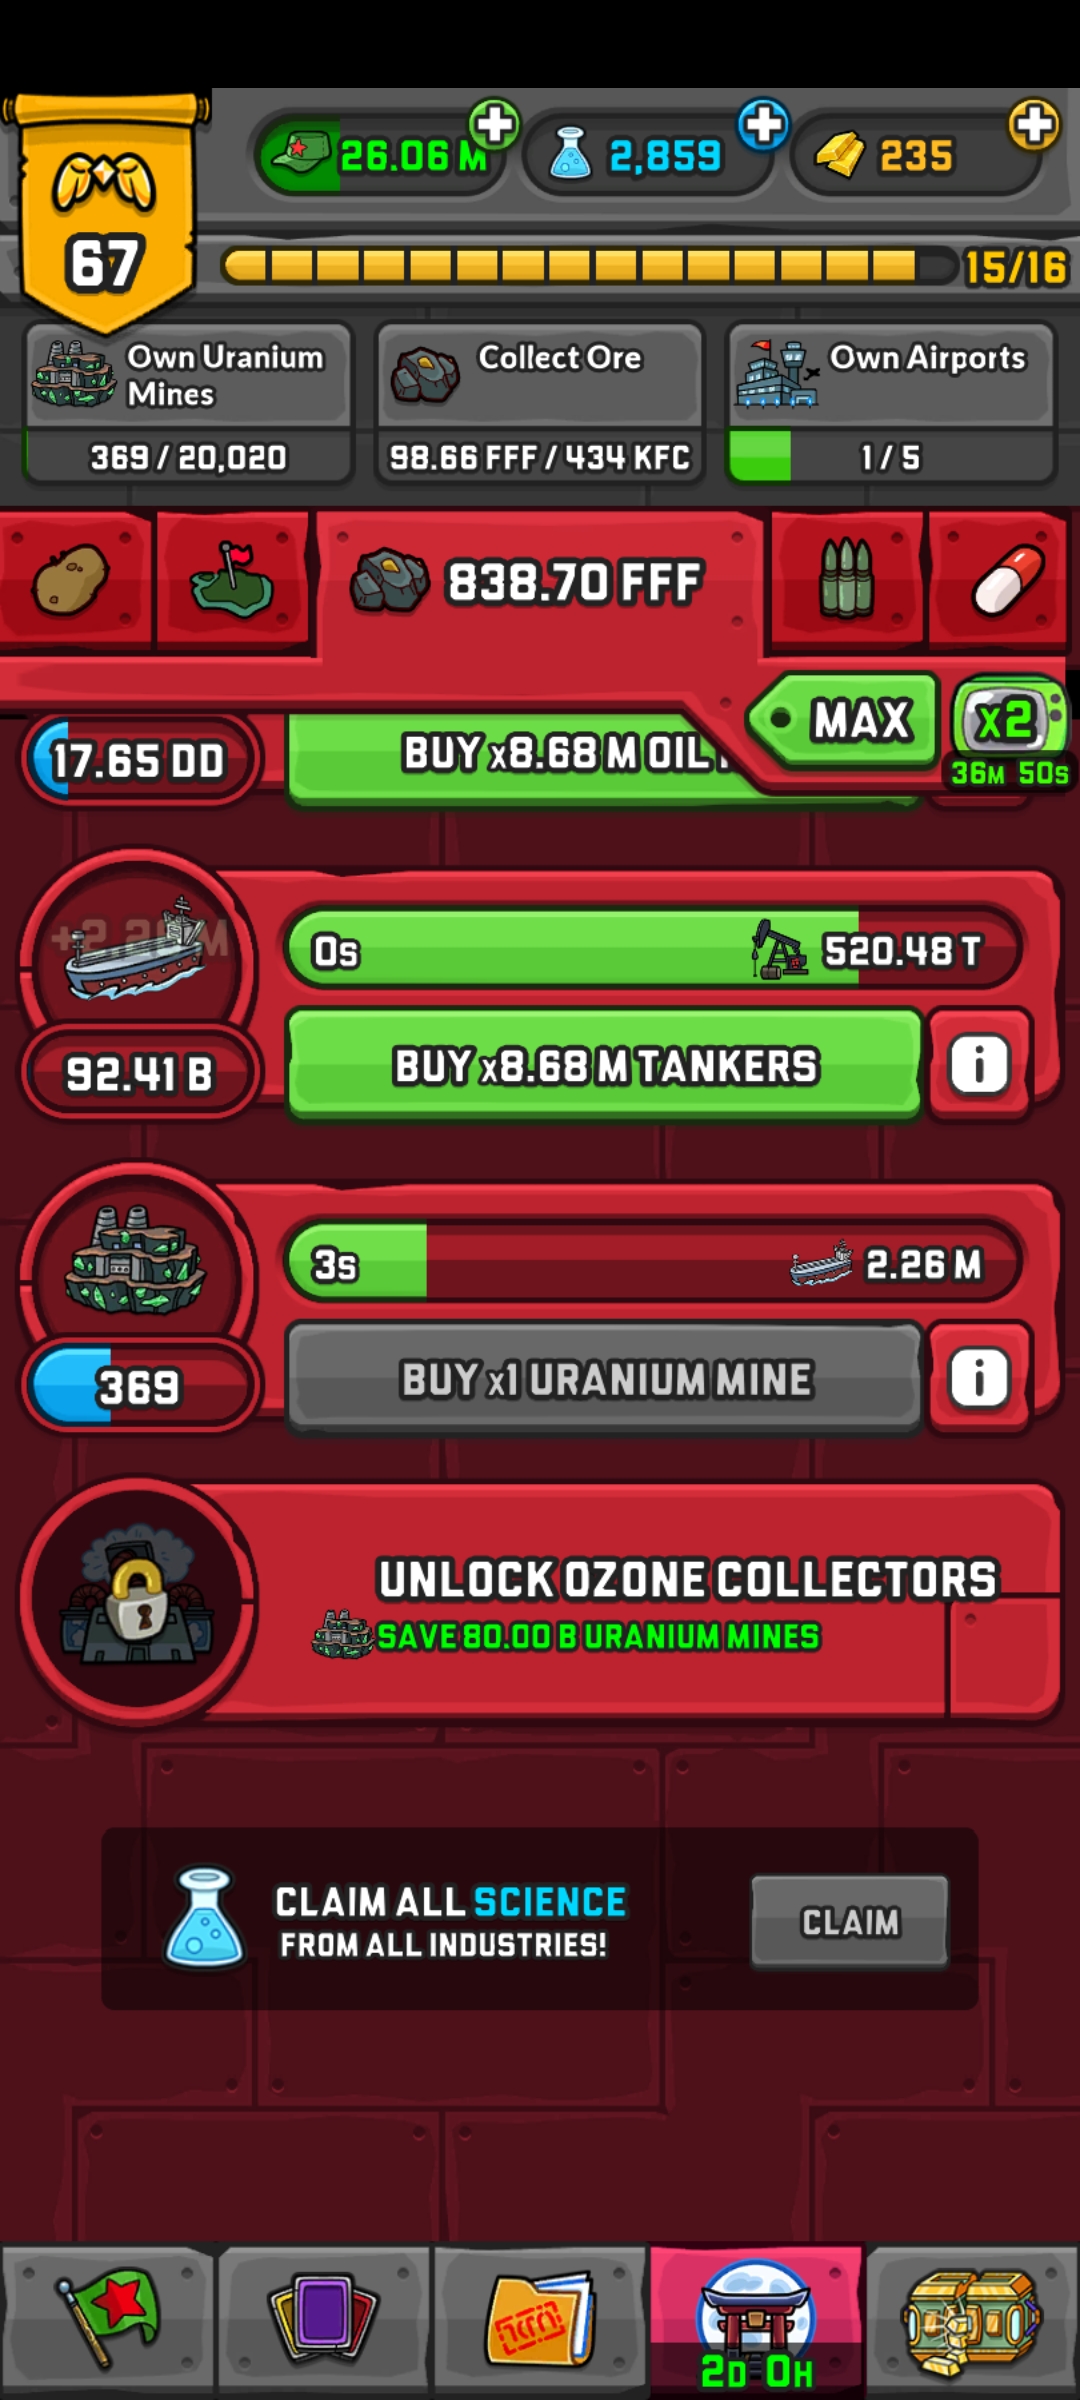 26.06 M
2,859
235
67
15/16
Own Uranium
Mines
369 / 20,020
Collect Ore
98.66 FFF / 434 KFC
Own Airports
1 / 5
838.70 FFF
MAX
x2
36M 50S
17.65 DD
BUY x8.68 M OIL
0s
520.48 T
92.41 B
BUY x8.68 M TANKERS
3s
2.26 M
369
BUY x1 URANIUM MINE
UNLOCK OZONE COLLECTORS
SAVE 80.00 B URANIUM MINES
CLAIM ALL SCIENCE
FROM ALL INDUSTRIES!
CLAIM
2D 0H